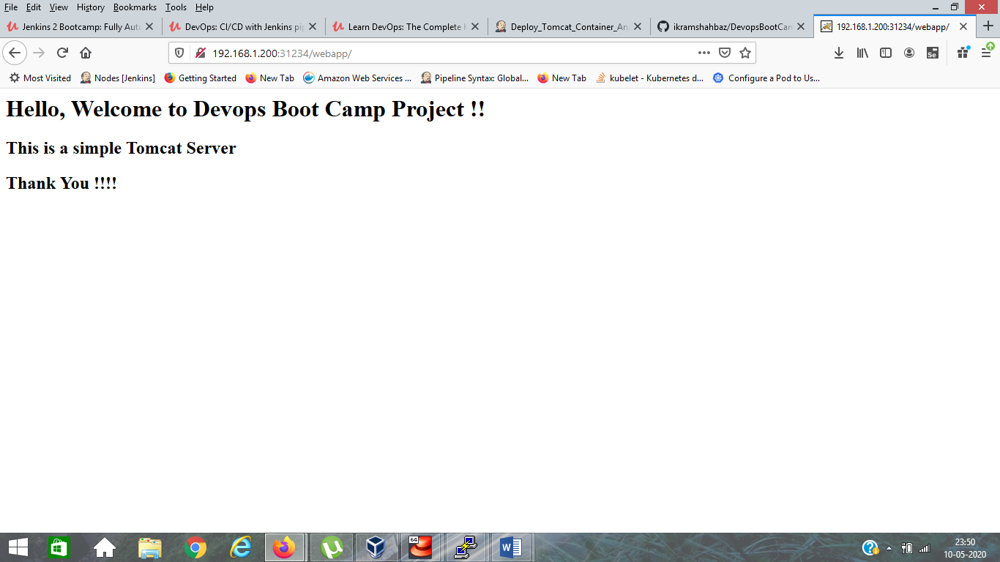 File Edit View History Bookmarks Tools Help
Jenkins 2 Bootcamp: Fully Auto
DevOps: CI/CD with Jenkins pip
Learn DevOps: The Complete K
Deploy_Tomcat_Container_Ans
ikramshahbaz/DevopsBootCam
192.168.1.200:31234/webapp/
192.168.1.200:31234/webapp/
Se
Most Visited
Nodes [Jenkins]
Getting Started
New Tab
Amazon Web Services ...
Pipeline Syntax: Global...
New Tab
kubelet - Kubernetes d...
Configure a Pod to Us...
Hello, Welcome to Devops Boot Camp Project !!
This is a simple Tomcat Server
Thank You !!!!
64
23:50
10-05-2020